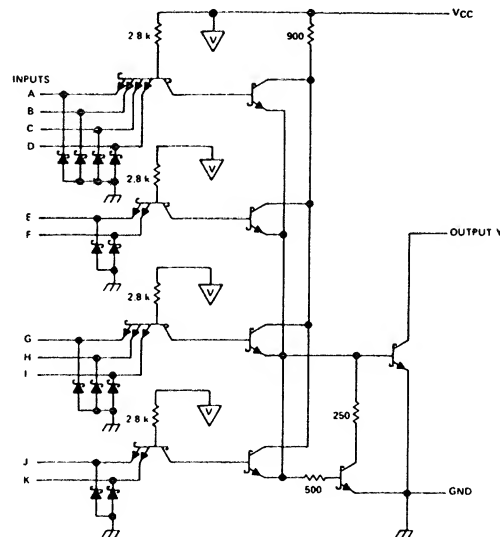 VCC
2.8 k
V
900
INPUTS
A
B
C
D
2.8 k
V
E
F
OUTPUT Y
2.8 k
V
G
H
I
250
2.8 k
V
J
K
500
GND